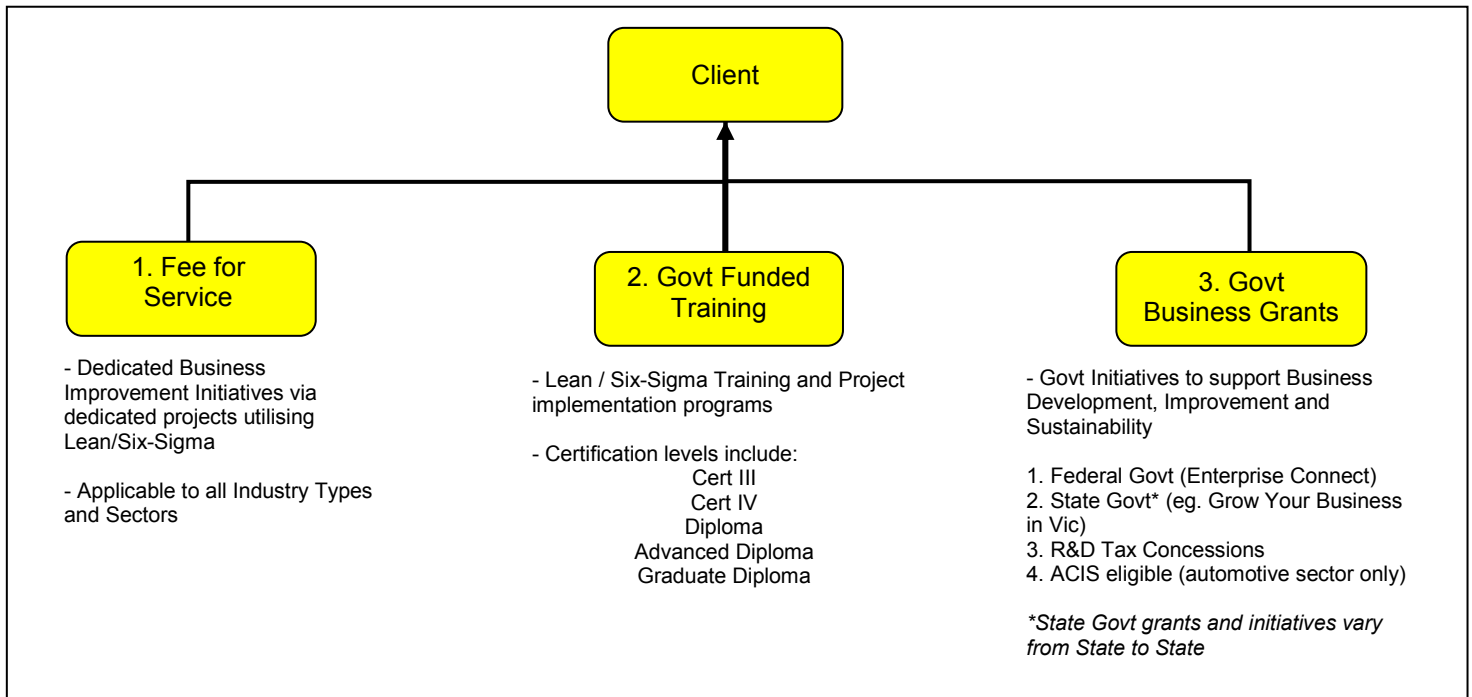 Client
1. Fee for
Service
2. Govt Funded
Training
3. Govt
Business Grants
- Dedicated Business
Improvement Initiatives via
dedicated projects utilising
Lean/Six-Sigma
- Applicable to all Industry Types
and Sectors
- Lean / Six-Sigma Training and Project
implementation programs
- Certification levels include:
Cert III
Cert IV
Diploma
Advanced Diploma
Graduate Diploma
- Govt Initiatives to support Business
Development, Improvement and
Sustainability
1. Federal Govt (Enterprise Connect)
2. State Govt* (eg. Grow Your Business
in Vic)
3. R&D Tax Concessions
4. ACIS eligible (automotive sector only)
*State Govt grants and initiatives vary
from State to State